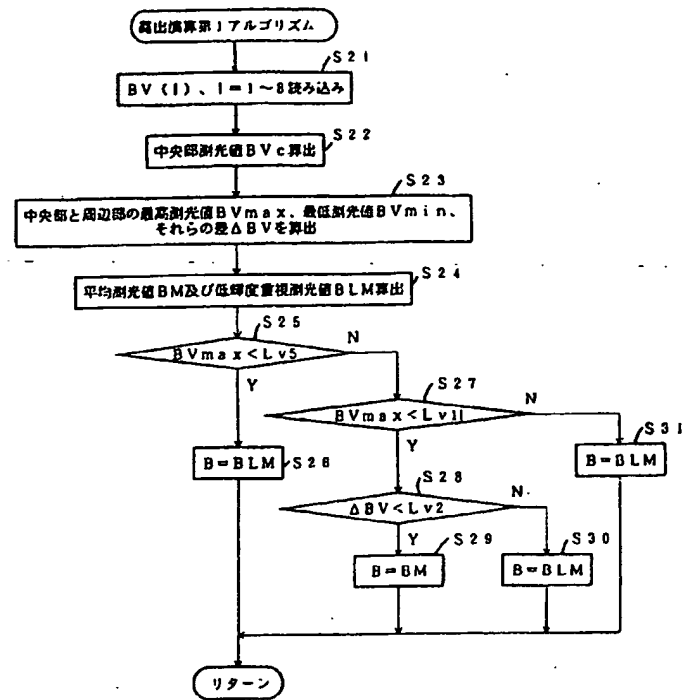 露出演算第1アルゴリズム
S21
BV(I)、I=1〜8読み込み
S22
中央部測光値BVc算出
S23
中央部と周辺部の最高測光値BVmax、最低測光値BVmin、
それらの差ΔBVを算出
S24
平均測光値BM及び低輝度重視測光値BLM算出
S25
BVmax<Lv5
N
Y
S27
BVmax<Lv11
N
Y
S26
B=BLM
S31
B=BLM
S28
ΔBV<Lv2
N
Y
S29
B=BM
S30
B=BLM
リターン